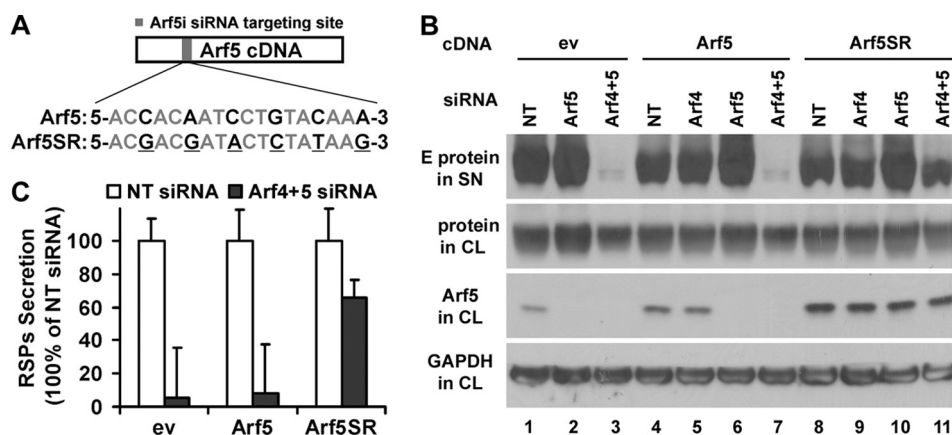 A
Arf5i siRNA targeting site
Arf5 cDNA
Arf5: 5-ACCACAATCCTGTACAAA-3
Arf5SR: 5-ACGACGATACTCTATAAG-3
C
NT siRNA Arf4+5 siRNA
RSPs Secretion
(100% of NT siRNA)
100
80
60
40
20
0
ev Arf5 Arf5SR
B
cDNA ev Arf5 Arf5SR
siRNA NT Arf5 Arf4+5 NT Arf4 Arf5 Arf4+5 NT Arf4 Arf5 Arf4+5
E protein
in SN
protein
in CL
Arf5
in CL
GAPDH
in CL
1 2 3 4 5 6 7 8 9 10 11